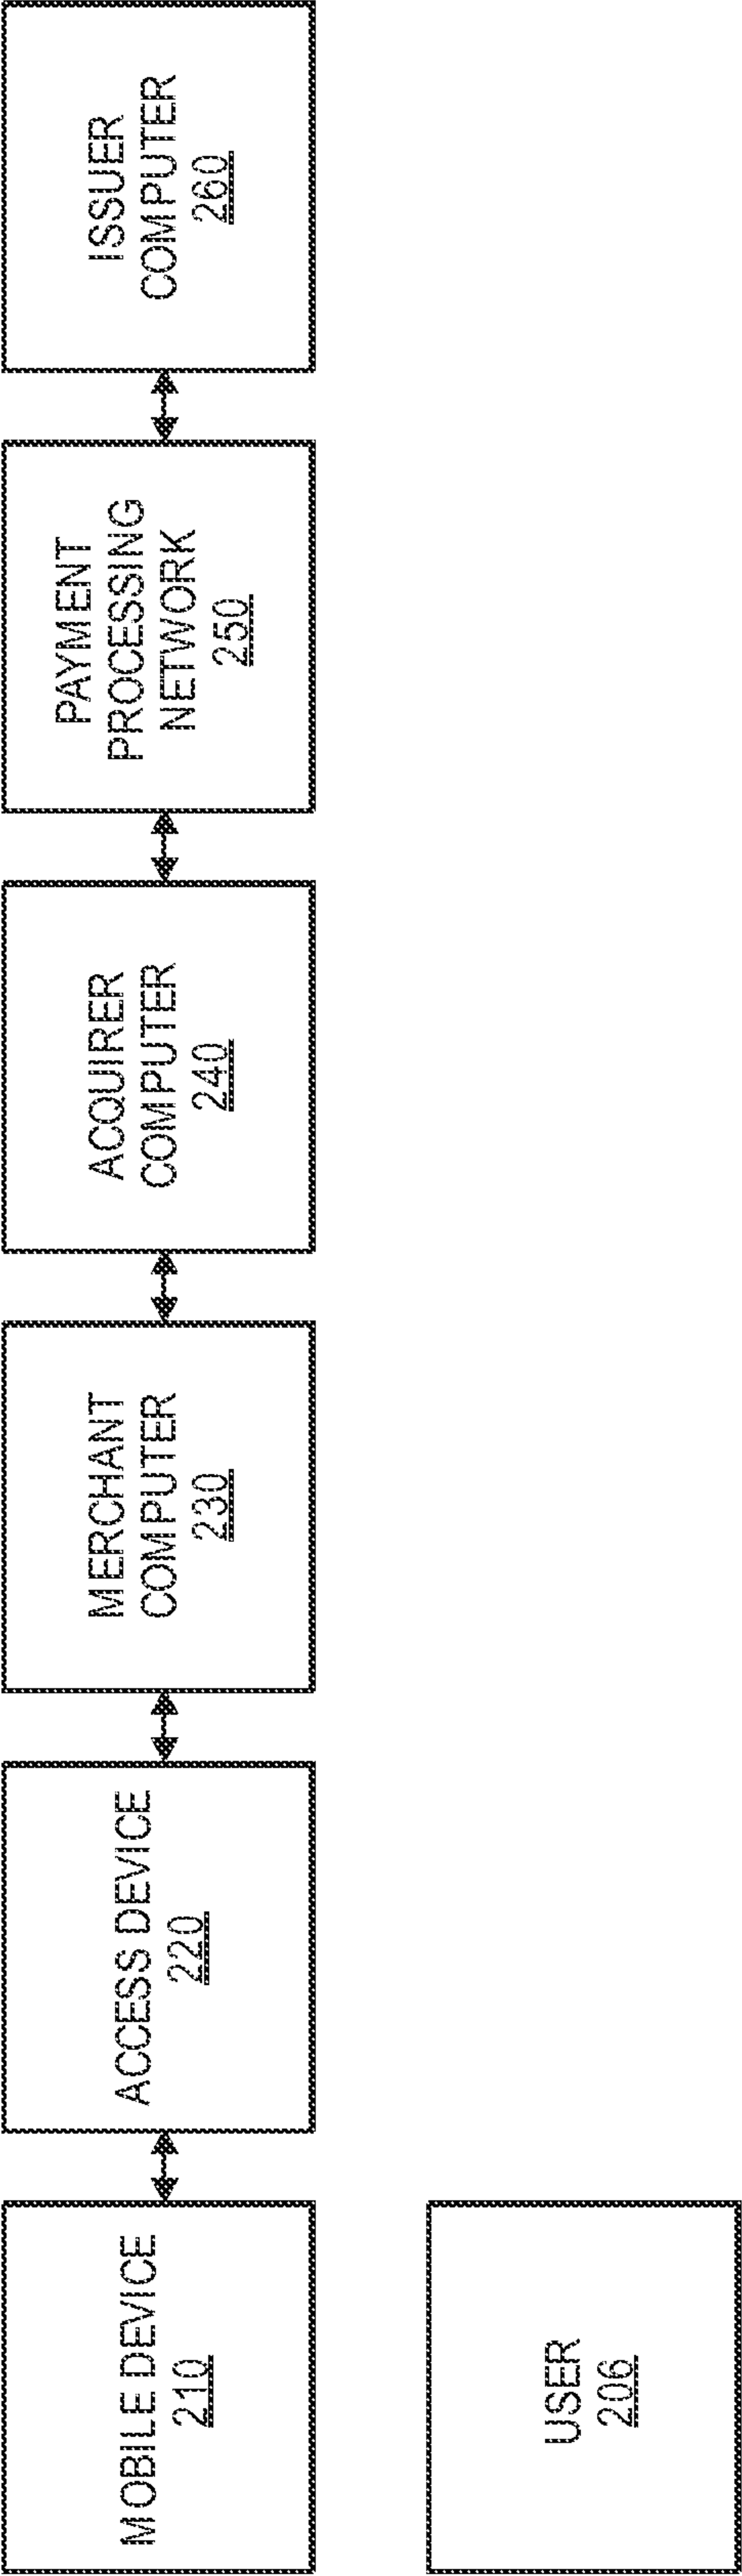 MOBILE DEVICE
210
ACCESS DEVICE
220
MERCHANT
COMPUTER
230
ACQUIRER
COMPUTER
240
PAYMENT
PROCESSING
NETWORK
250
ISSUER
COMPUTER
260
USER
206